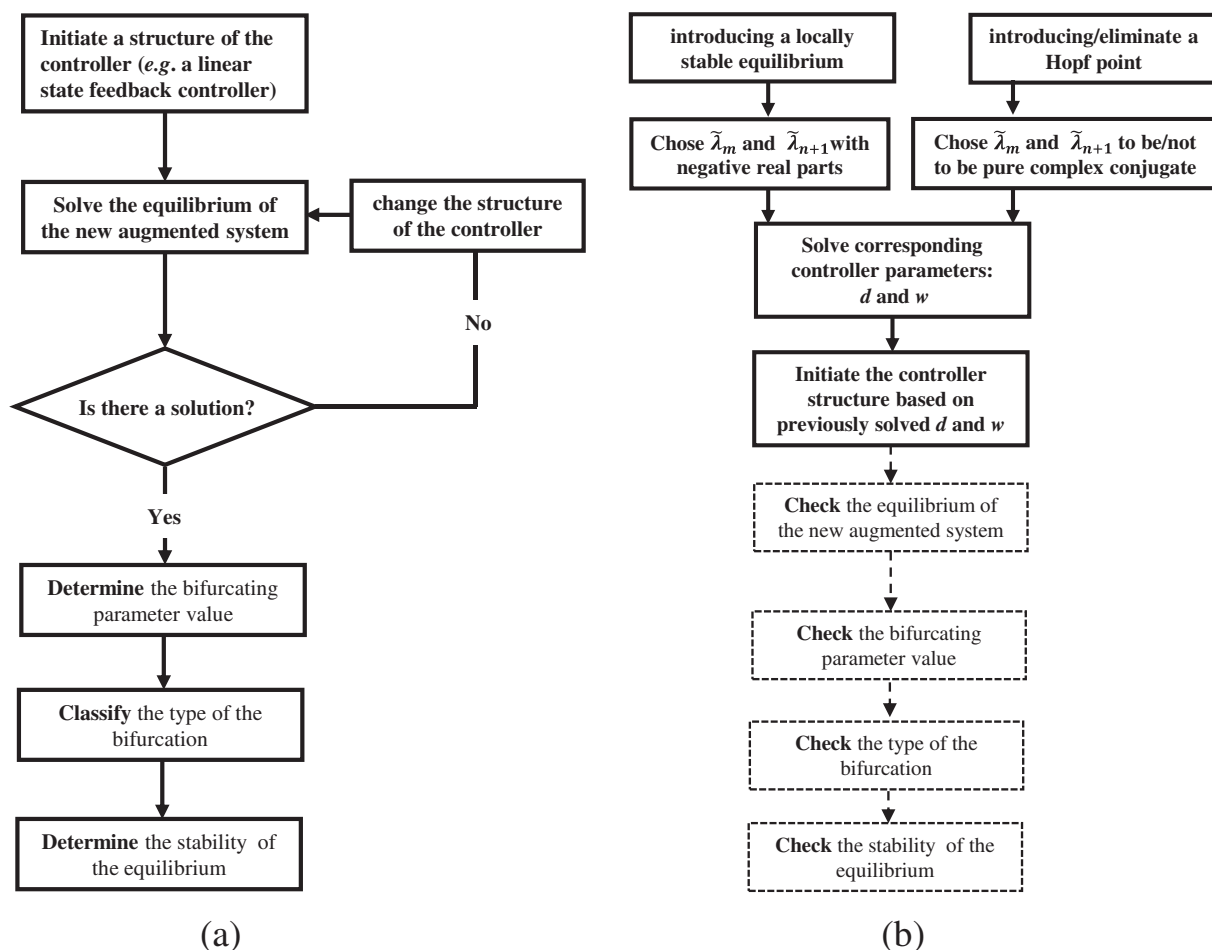 Initiate a structure of the
controller (e.g. a linear
state feedback controller)
Solve the equilibrium of
the new augmented system
change the structure
of the controller
No
Is there a solution?
Yes
Determine the bifurcating
parameter value
Classify the type of the
bifurcation
Determine the stability of
the equilibrium
(a)
introducing a locally
stable equilibrium
introducing/eliminate a
Hopf point
Chose λ̃m and λ̃n+1 with
negative real parts
Chose λ̃m and λ̃n+1 to be/not
to be pure complex conjugate
Solve corresponding
controller parameters:
d and w
Initiate the controller
structure based on
previously solved d and w
Check the equilibrium of
the new augmented system
Check the bifurcating
parameter value
Check the type of the
bifurcation
Check the stability of the
equilibrium
(b)